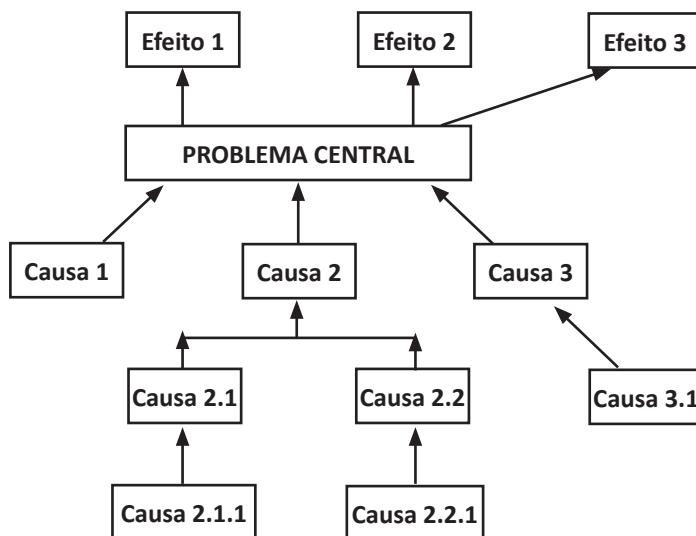 Efeito 1
Efeito 2
Efeito 3
PROBLEMA CENTRAL
Causa 1
Causa 2
Causa 3
Causa 2.1
Causa 2.2
Causa 3.1
Causa 2.1.1
Causa 2.2.1